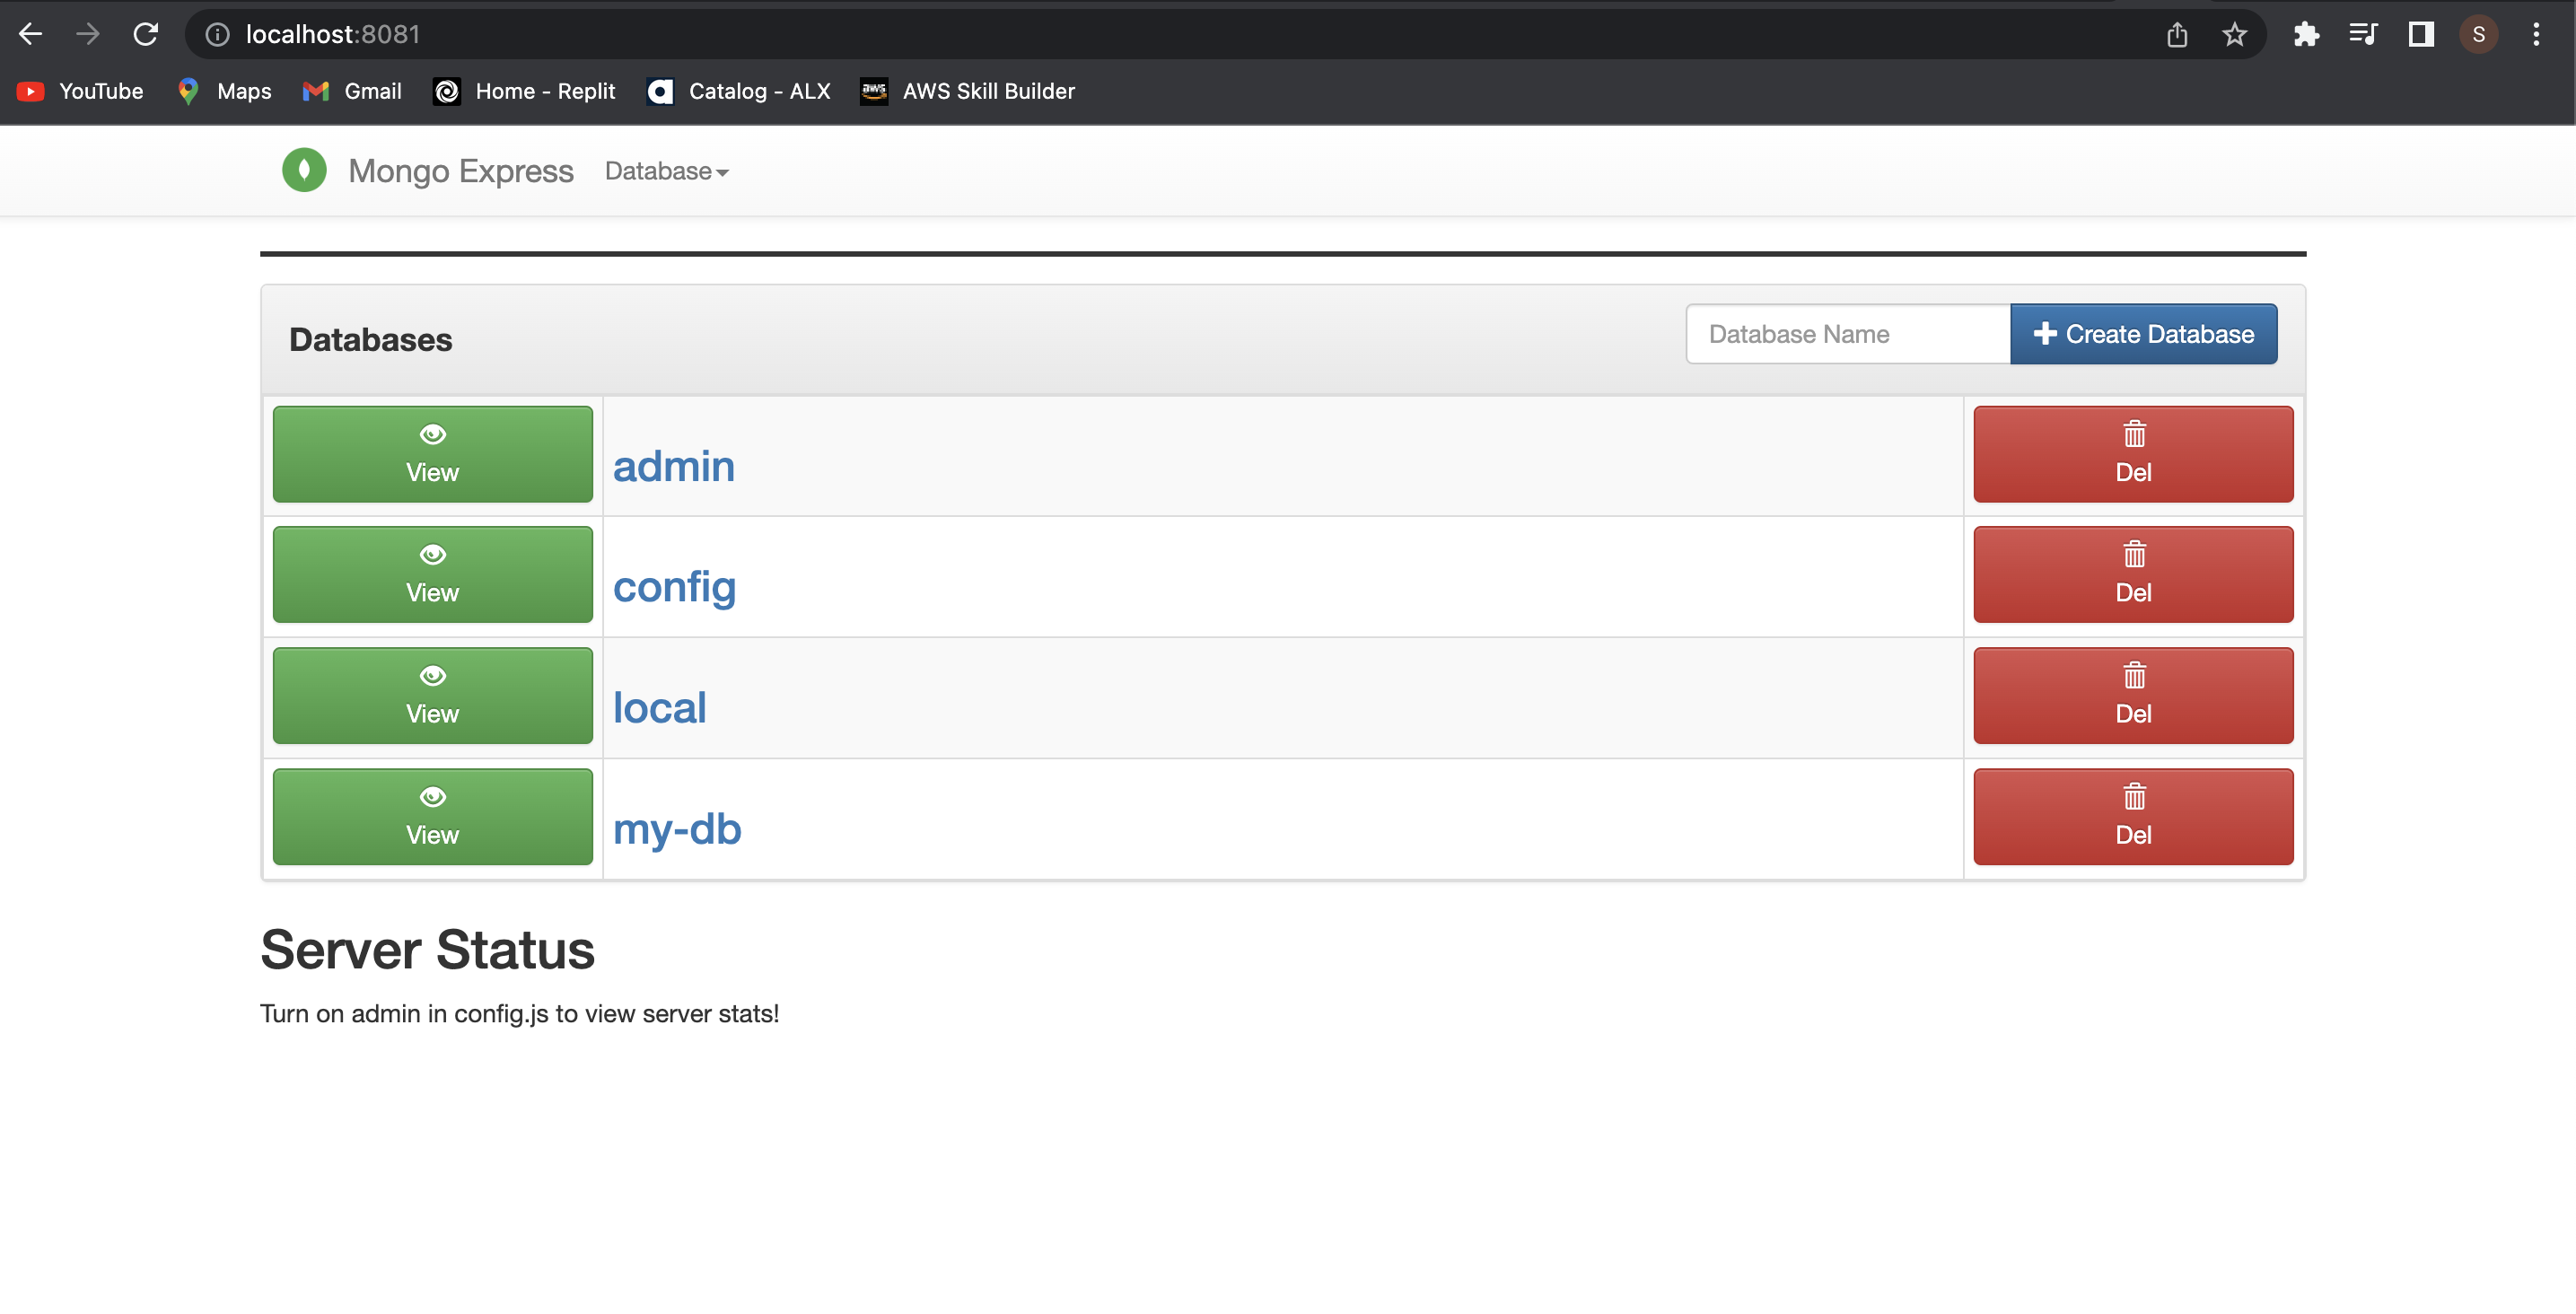 localhost:8081
S
YouTube Maps Gmail Home - Replit Catalog - ALX aws AWS Skill Builder
Mongo Express Database
Databases Database Name Create Database
View admin Del
View config Del
View local Del
View my-db Del
Server Status
Turn on admin in config.js to view server stats!